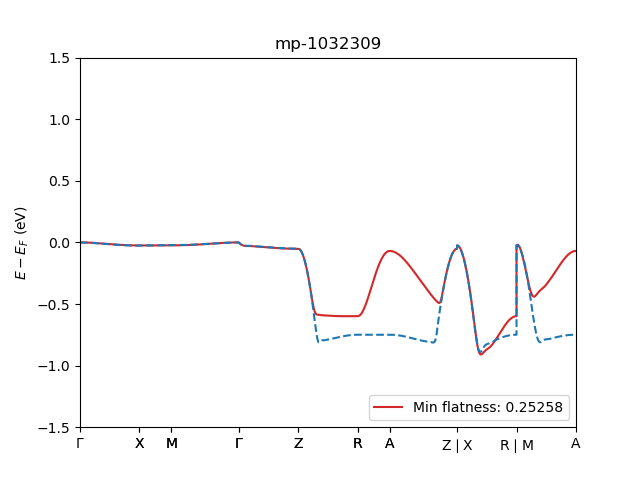 mp-1032309
E − E_F (eV)
1.5
1.0
0.5
0.0
−0.5
−1.0
−1.5
Min flatness: 0.25258
Γ X M Γ Z R A Z | X R | M A